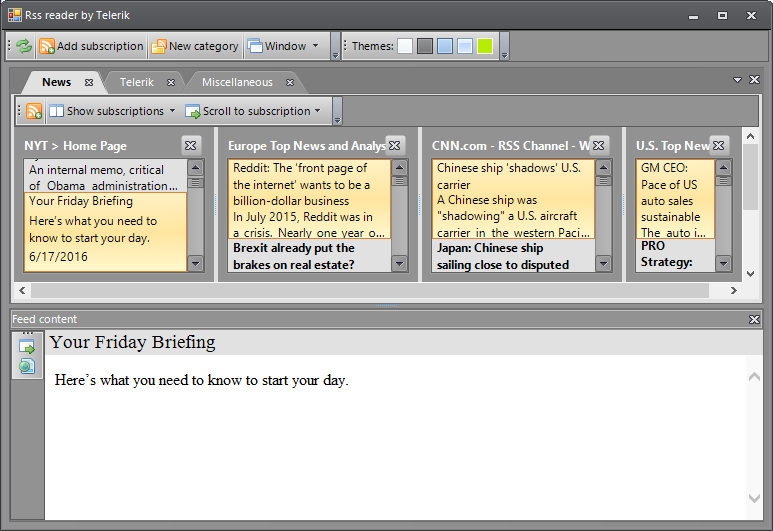 Rss reader by Telerik
Add subscription New category Window Themes:
News Telerik Miscellaneous
Show subscriptions Scroll to subscription
NYT > Home Page
An internal memo, critical
of Obama administration...
Your Friday Briefing
Here's what you need to
know to start your day.
6/17/2016
Europe Top News and Analys
Reddit: The 'front page of
the internet' wants to be a
billion-dollar business
In July 2015, Reddit was in
a crisis. Nearly one year o...
Brexit already put the
brakes on real estate?
CNN.com - RSS Channel - W
Chinese ship 'shadows' U.S.
carrier
A Chinese ship was
"shadowing" a U.S. aircraft
carrier in the western Paci...
Japan: Chinese ship
sailing close to disputed
U.S. Top New
GM CEO:
Pace of US
auto sales
sustainable
The auto i...
PRO
Strategy:
Feed content
Your Friday Briefing
Here's what you need to know to start your day.